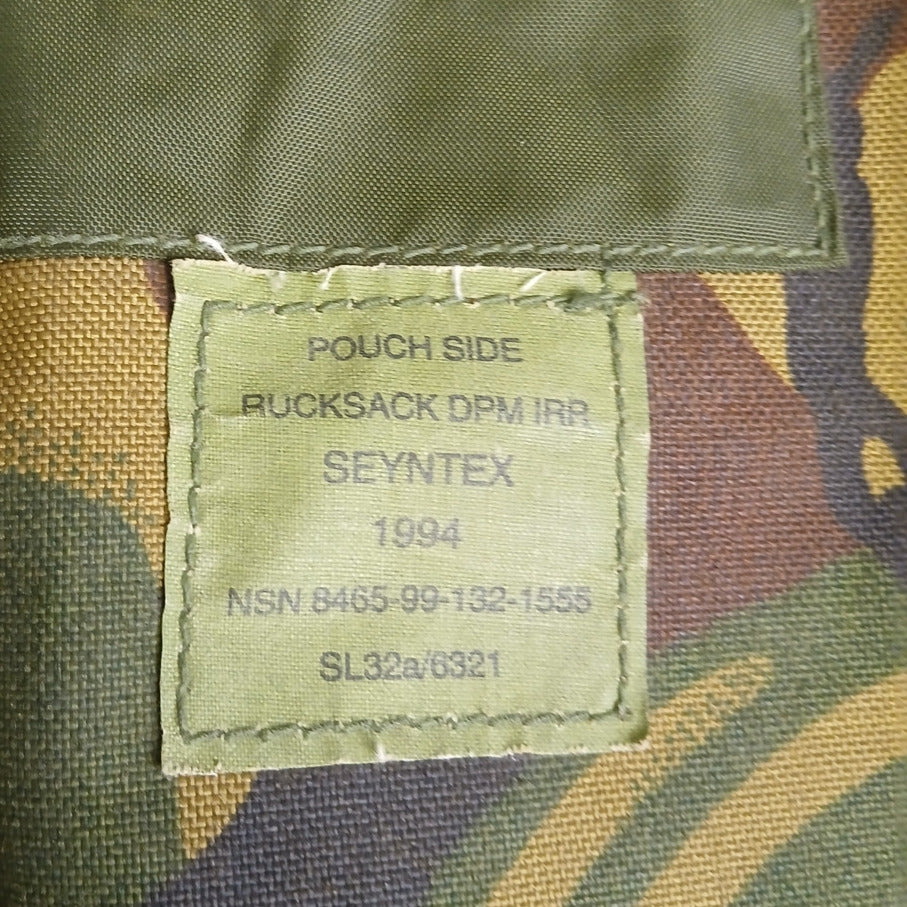 POUCH SIDE
RUCKSACK DPM IRR
SEYNTEX
1994
NSN 8465-99-132-1555
SL32a/6321